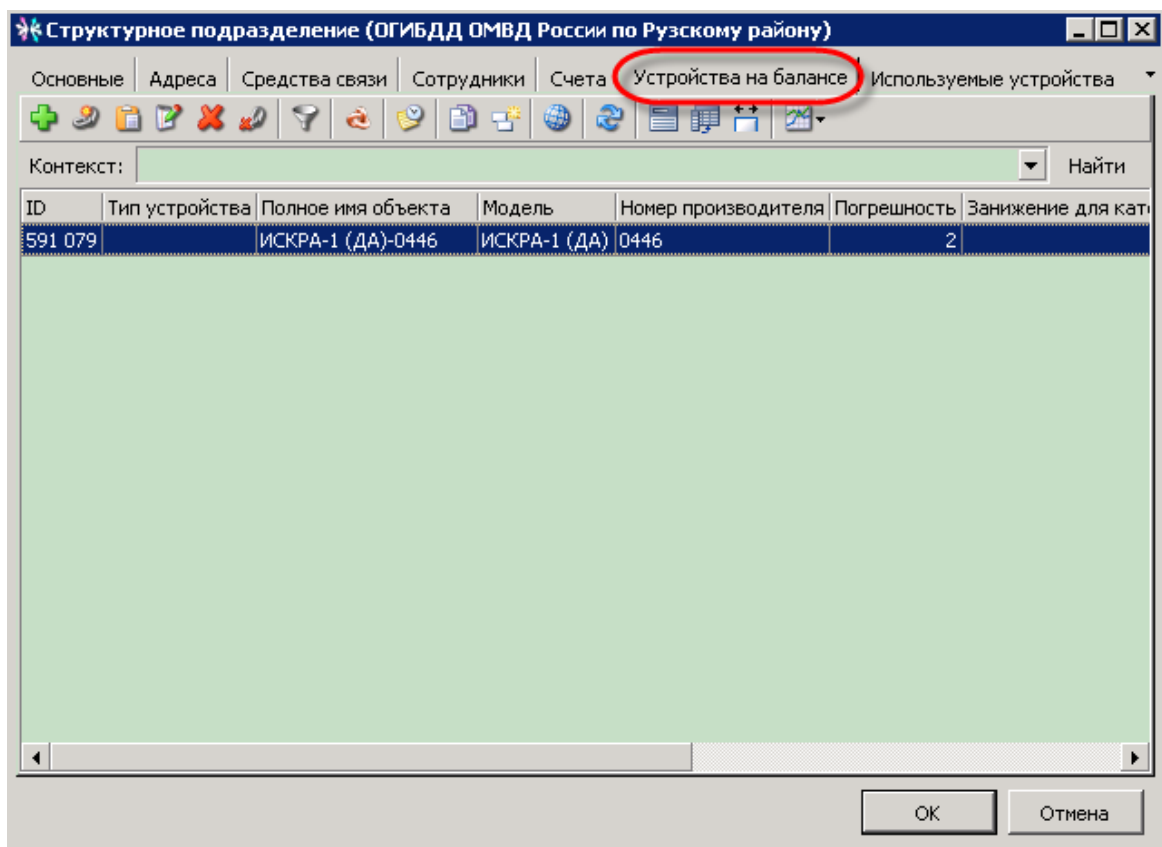 Структурное подразделение (ОГИБДД ОМВД России по Рузскому району)
Основные Адреса Средства связи Сотрудники Счета Устройства на балансе Используемые устройства
Контекст: Найти
ID Тип устройства Полное имя объекта Модель Номер производителя Погрешность Занижение для кат
591 079 ИСКРА-1 (ДА)-0446 ИСКРА-1 (ДА) 0446 2
OK Отмена